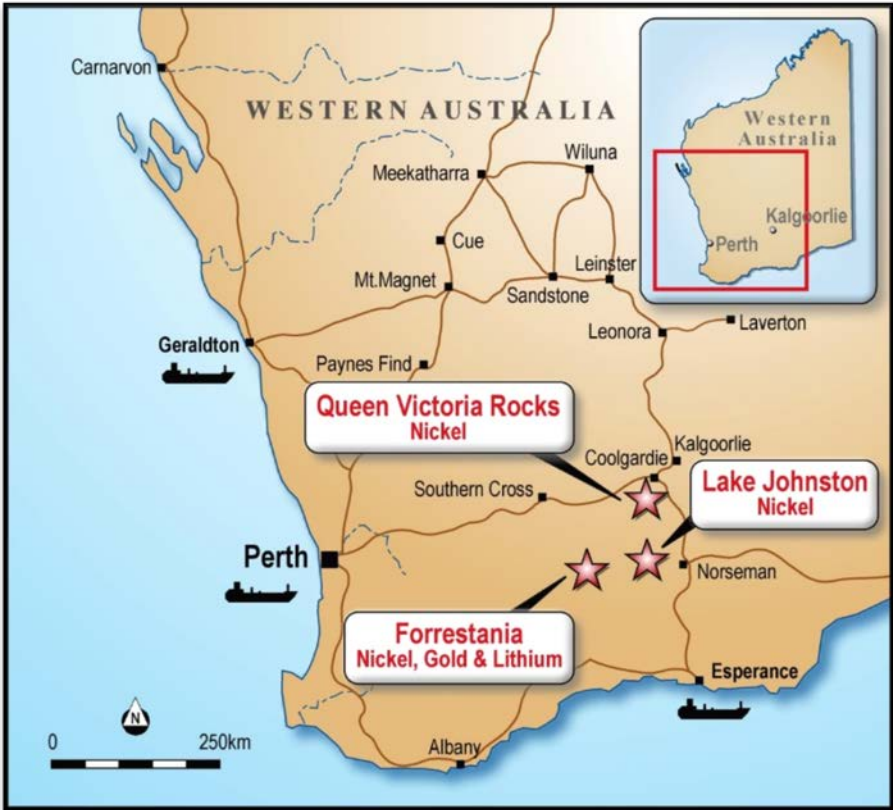 Carnarvon
WESTERN AUSTRALIA
Western
Australia
Kalgoorlie
Perth
Meekatharra
Wiluna
Cue
Mt.Magnet
Sandstone
Leinster
Leonora
Laverton
Geraldton
Paynes Find
Queen Victoria Rocks
Nickel
Coolgardie
Kalgoorlie
Southern Cross
Lake Johnston
Nickel
Perth
Norseman
Forrestania
Nickel, Gold & Lithium
Esperance
N
0 250km
Albany